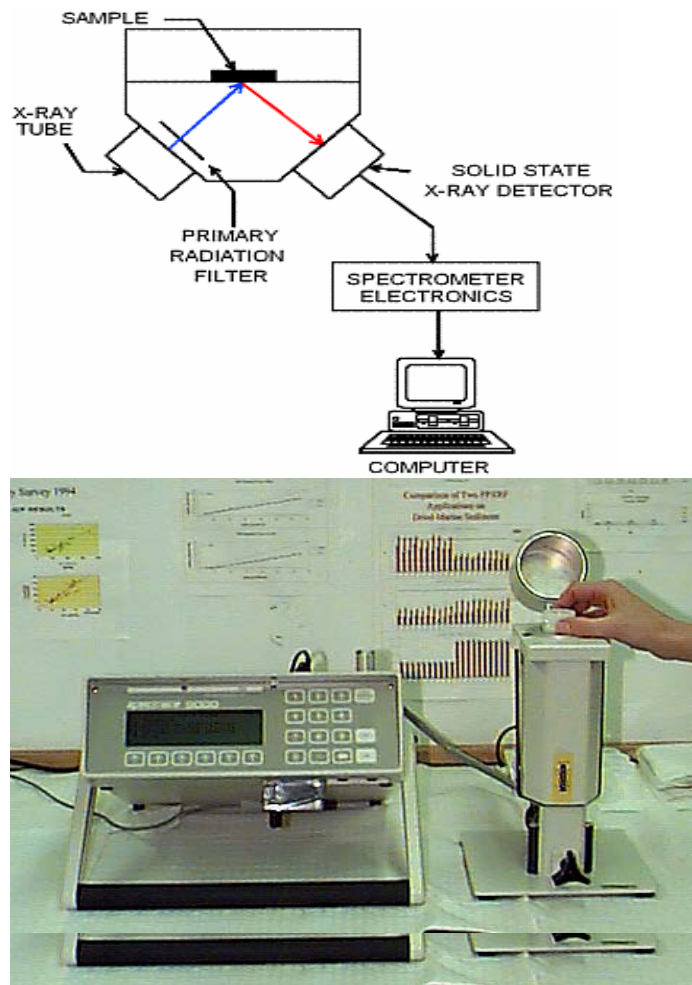 SAMPLE
X-RAY
TUBE
SOLID STATE
X-RAY DETECTOR
PRIMARY
RADIATION
FILTER
SPECTROMETER
ELECTRONICS
COMPUTER
Survey 1994
RESULTS
Comparison of Two FPXRF
Applications on
Dried Marine Sediment